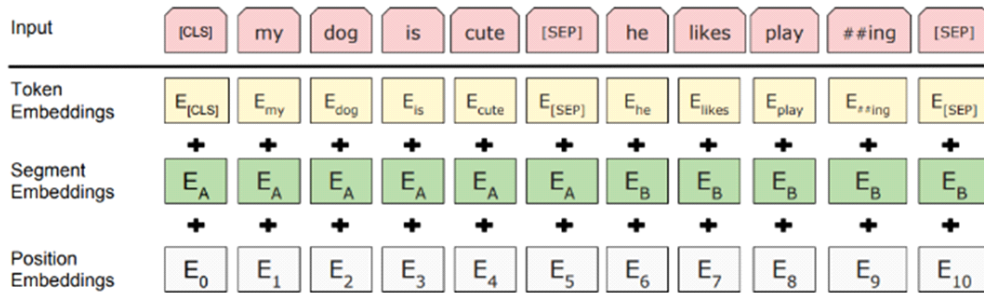 Input [CLS] my dog is cute [SEP] he likes play ##ing [SEP]
Token Embeddings E[CLS] Emy Edog Eis Ecute E[SEP] Ehe Elikes Eplay E##ing E[SEP]
+ + + + + + + + + + +
Segment Embeddings EA EA EA EA EA EA EB EB EB EB EB
+ + + + + + + + + + +
Position Embeddings E0 E1 E2 E3 E4 E5 E6 E7 E8 E9 E10